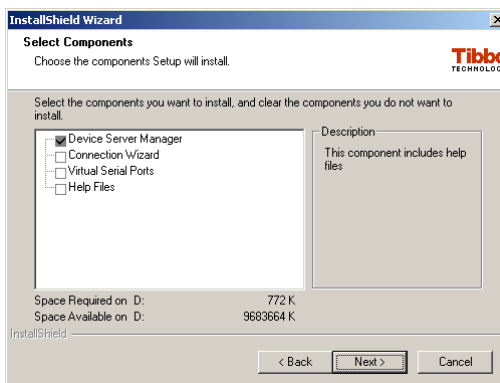 InstallShield Wizard
Select Components
Choose the components Setup will install.
TECHNOLOG
Select the components you want to install, and clear the components you do not want to
install.
Device Server Manager
Connection Wizard
Virtual Serial Ports
Help Files
Description
This component includes help
files
Space Required on D: 772 K
Space Available on D: 9683664 K
InstallShield
< Back
Next >
Cancel